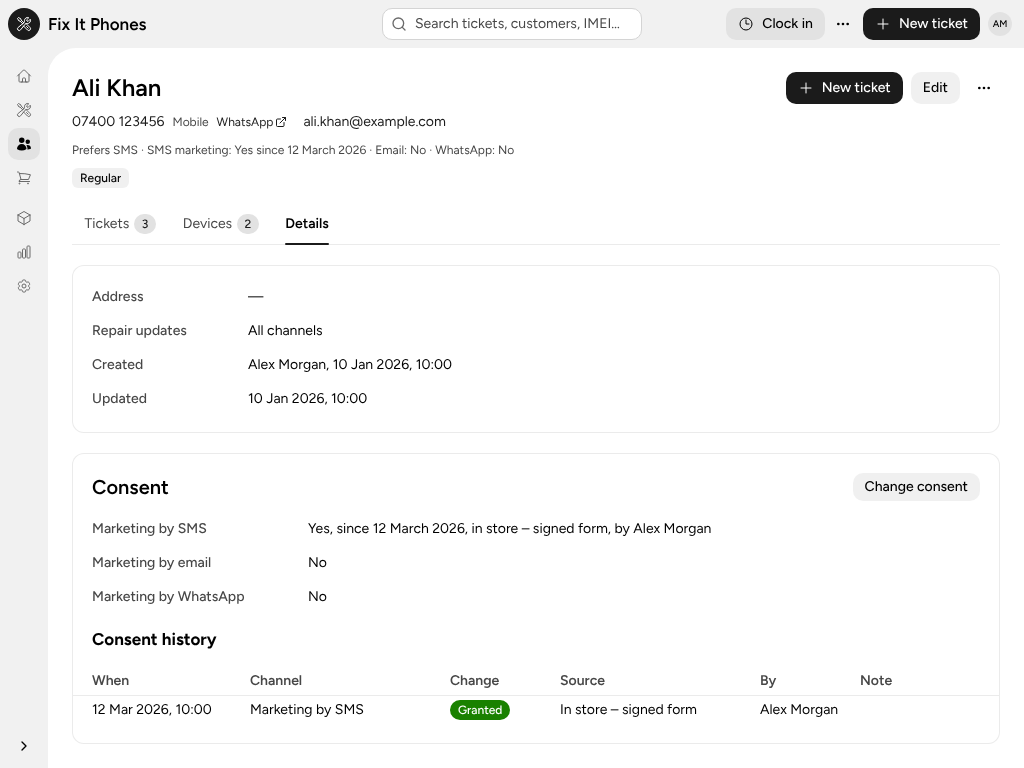 Fix It Phones
Search tickets, customers, IMEI...
Clock in
New ticket
AM
Ali Khan
New ticket
Edit
07400 123456 Mobile WhatsApp ali.khan@example.com
Prefers SMS · SMS marketing: Yes since 12 March 2026 · Email: No · WhatsApp: No
Regular
Tickets 3 Devices 2 Details
Address —
Repair updates All channels
Created Alex Morgan, 10 Jan 2026, 10:00
Updated 10 Jan 2026, 10:00
Consent
Change consent
Marketing by SMS Yes, since 12 March 2026, in store – signed form, by Alex Morgan
Marketing by email No
Marketing by WhatsApp No
Consent history
When Channel Change Source By Note
12 Mar 2026, 10:00 Marketing by SMS Granted In store – signed form Alex Morgan